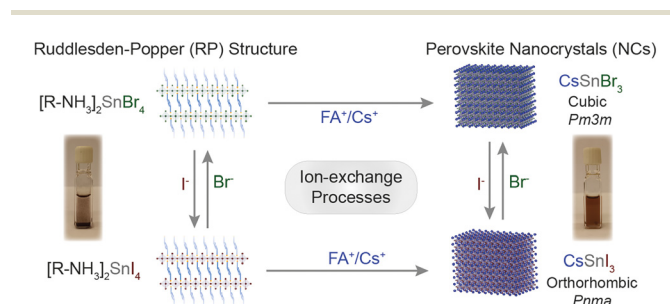 Ruddlesden-Popper (RP) Structure
Perovskite Nanocrystals (NCs)
[R-NH₃]₂SnBr₄
FA⁺/Cs⁺
CsSnBr₃
Cubic
Pm3m
I⁻
Br⁻
Ion-exchange
Processes
I⁻
Br⁻
[R-NH₃]₂SnI₄
FA⁺/Cs⁺
CsSnI₃
Orthorhombic
Pnma